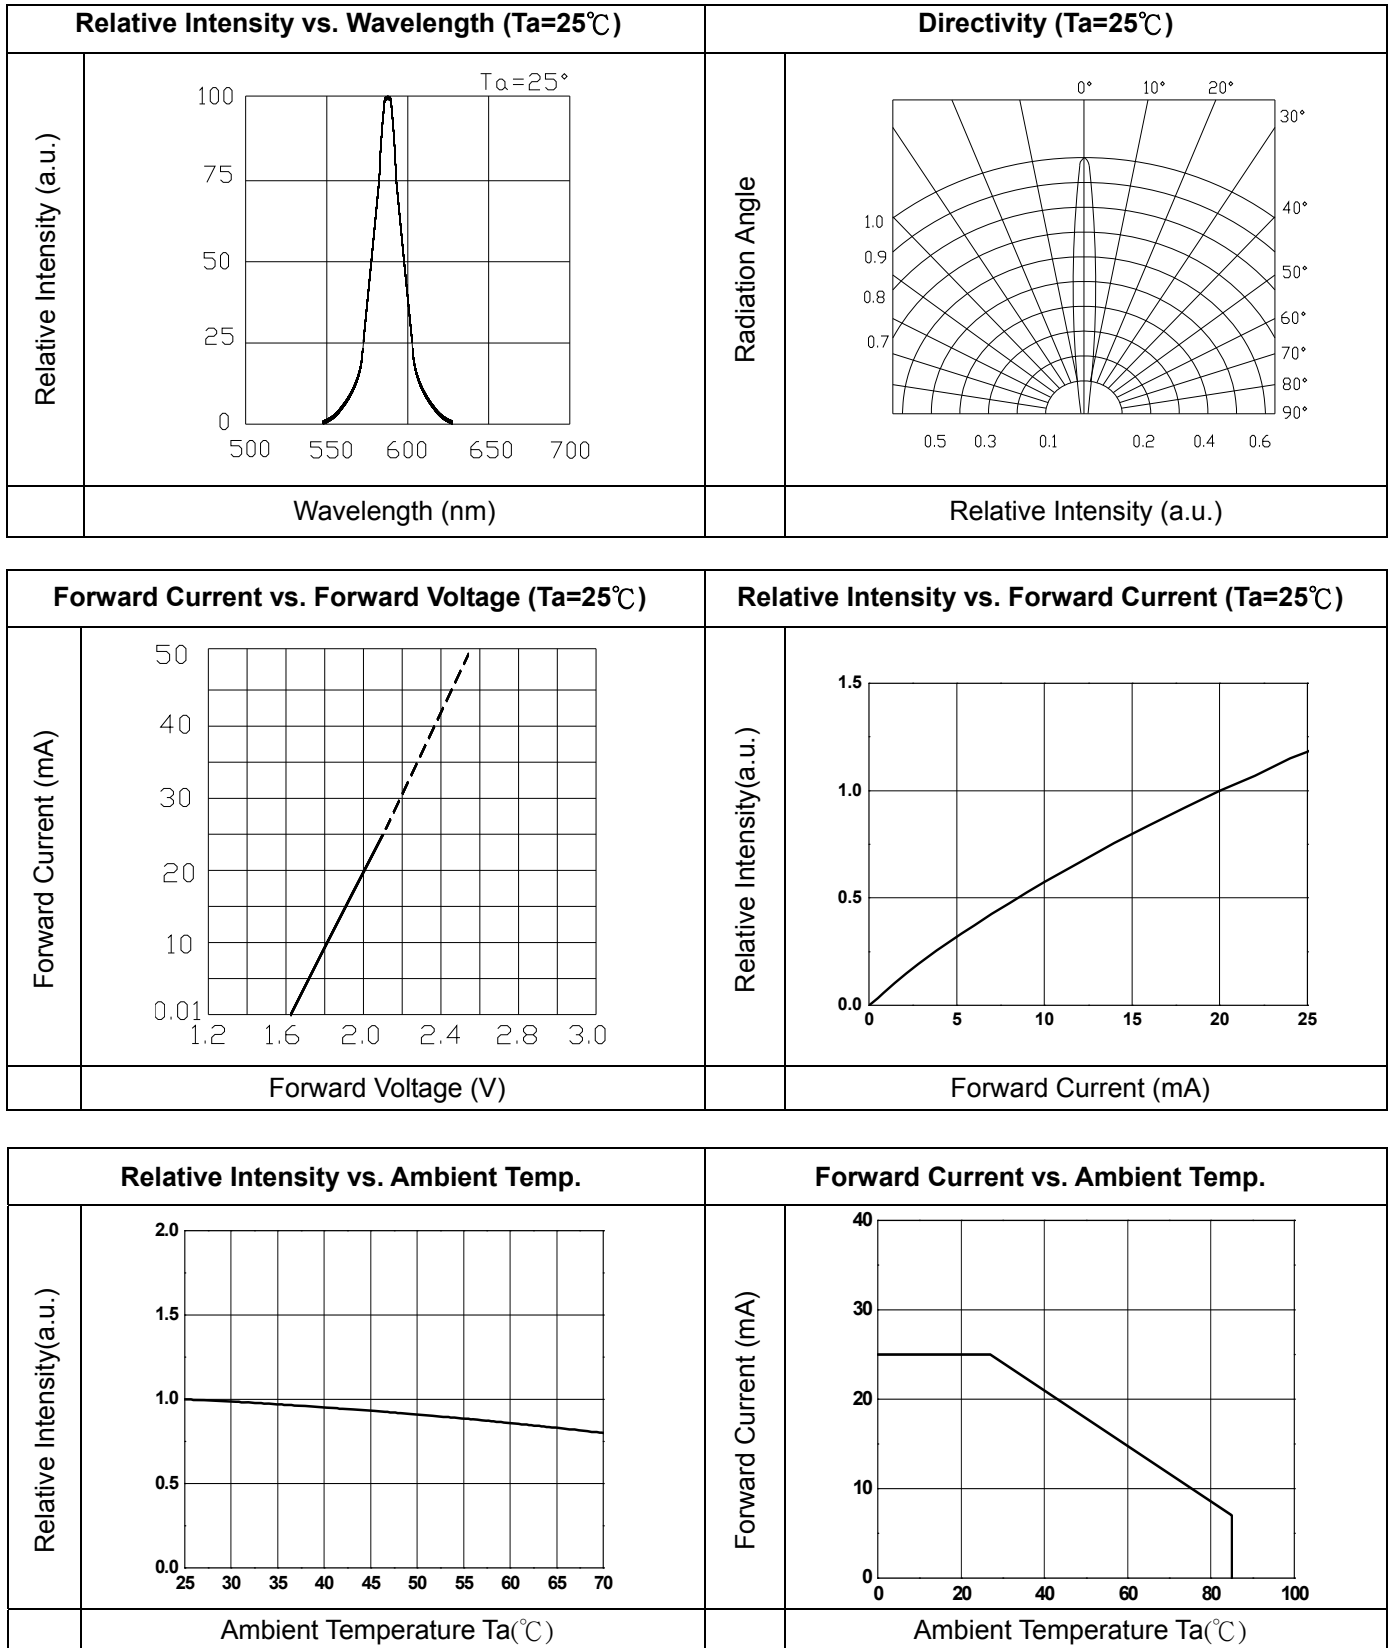 Relative Intensity vs. Wavelength (Ta=25℃)
Directivity (Ta=25℃)
Relative Intensity (a.u.)
Ta=25°
100
75
50
25
0
500 550 600 650 700
Radiation Angle
0° 10° 20°
30°
40°
50°
60°
70°
80°
90°
1.0
0.9
0.8
0.7
0.5 0.3 0.1 0.2 0.4 0.6
Wavelength (nm)
Relative Intensity (a.u.)
Forward Current vs. Forward Voltage (Ta=25℃)
Relative Intensity vs. Forward Current (Ta=25℃)
Forward Current (mA)
50
40
30
20
10
0.01
1.2 1.6 2.0 2.4 2.8 3.0
Relative Intensity(a.u.)
1.5
1.0
0.5
0.0
0 5 10 15 20 25
Forward Voltage (V)
Forward Current (mA)
Relative Intensity vs. Ambient Temp.
Forward Current vs. Ambient Temp.
Relative Intensity(a.u.)
2.0
1.5
1.0
0.5
0.0
25 30 35 40 45 50 55 60 65 70
Forward Current (mA)
40
30
20
10
0
0 20 40 60 80 100
Ambient Temperature Ta(℃)
Ambient Temperature Ta(℃)